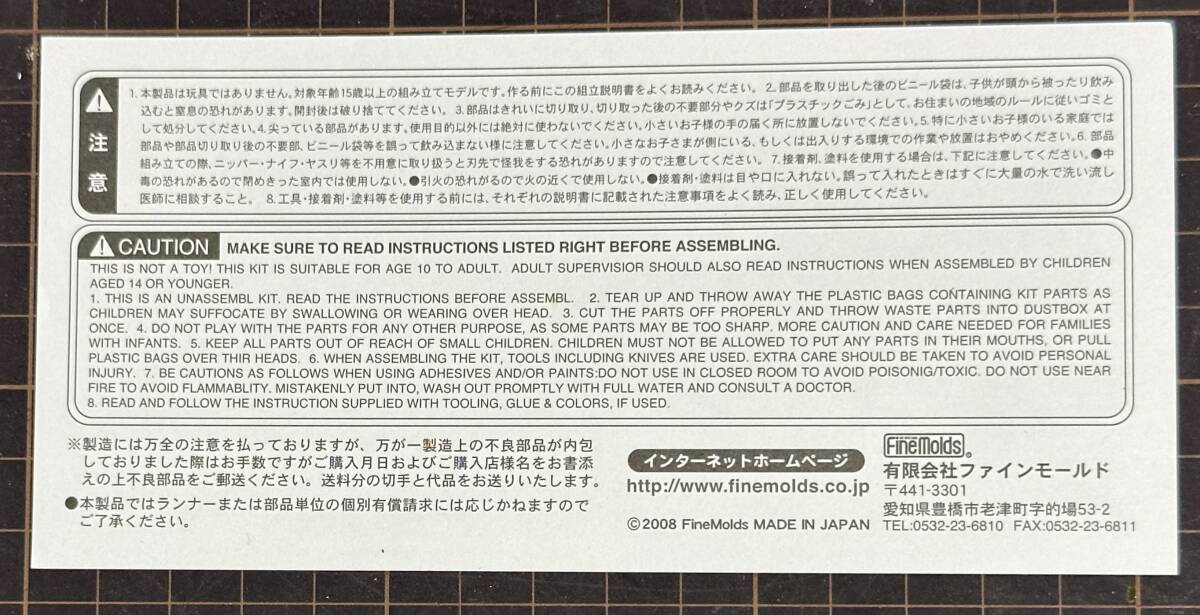 注意
1. 本製品は玩具ではありません。対象年齢15歳以上の組み立てモデルです。作る前にこの組立説明書をよくお読みください。 2. 部品を取り出した後のビニール袋は、子供が頭から被ったり飲み
込むと窒息の恐れがあります。開封後は破り捨ててください。 3. 部品はきれいに切り取り、切り取った後の不要部分やクズは「プラスチックごみ」として、お住まいの地域のルールに従いゴミと
して処分してください。4. 尖っている部品があります。使用目的以外には絶対に使わないでください。小さいお子様の手の届く所に放置しないでください。5. 特に小さいお子様のいる家庭では
部品や部品切り取り後の不要部、ビニール袋等を誤って飲み込まない様に注意してください。小さなお子さまが側にいる、もしくは出入りする環境での作業や放置はおやめください。6. 部品
組み立ての際、ニッパー・ナイフ・ヤスリ等を不用意に取り扱うと刃先で怪我をする恐れがありますので注意してください。 7. 接着剤、塗料を使用する場合は、下記に注意してください。●中
毒の恐れがあるので閉めきった室内では使用しない。●引火の恐れがるので火の近くで使用しない。●接着剤・塗料は目や口に入れない。誤って入れたときはすぐに大量の水で洗い流し
医師に相談すること。 8. 工具・接着剤・塗料等を使用する前には、それぞれの説明書に記載された注意事項をよく読み、正しく使用してください。
CAUTION MAKE SURE TO READ INSTRUCTIONS LISTED RIGHT BEFORE ASSEMBLING.
THIS IS NOT A TOY! THIS KIT IS SUITABLE FOR AGE 10 TO ADULT. ADULT SUPERVISIOR SHOULD ALSO READ INSTRUCTIONS WHEN ASSEMBLED BY CHILDREN
AGED 14 OR YOUNGER.
1. THIS IS AN UNASSEMBL KIT. READ THE INSTRUCTIONS BEFORE ASSEMBL. 2. TEAR UP AND THROW AWAY THE PLASTIC BAGS CONTAINING KIT PARTS AS
CHILDREN MAY SUFFOCATE BY SWALLOWING OR WEARING OVER HEAD. 3. CUT THE PARTS OFF PROPERLY AND THROW WASTE PARTS INTO DUSTBOX AT
ONCE. 4. DO NOT PLAY WITH THE PARTS FOR ANY OTHER PURPOSE, AS SOME PARTS MAY BE TOO SHARP. MORE CAUTION AND CARE NEEDED FOR FAMILIES
WITH INFANTS. 5. KEEP ALL PARTS OUT OF REACH OF SMALL CHILDREN. CHILDREN MUST NOT BE ALLOWED TO PUT ANY PARTS IN THEIR MOUTHS, OR PULL
PLASTIC BAGS OVER THIR HEADS. 6. WHEN ASSEMBLING THE KIT, TOOLS INCLUDING KNIVES ARE USED. EXTRA CARE SHOULD BE TAKEN TO AVOID PERSONAL
INJURY. 7. BE CAUTIONS AS FOLLOWS WHEN USING ADHESIVES AND/OR PAINTS:DO NOT USE IN CLOSED ROOM TO AVOID POISONIG/TOXIC. DO NOT USE NEAR
FIRE TO AVOID FLAMMABLITY. MISTAKENLY PUT INTO, WASH OUT PROMPTLY WITH FULL WATER AND CONSULT A DOCTOR.
8. READ AND FOLLOW THE INSTRUCTION SUPPLIED WITH TOOLING, GLUE & COLORS, IF USED.
※製造には万全の注意を払っておりますが、万が一製造上の不良部品が内包
しておりました際はお手数ですがご購入月日およびご購入店様名をお書添
えの上不良部品をご郵送ください。送料分の切手と代品をお送りいたします。
●本製品ではランナーまたは部品単位の個別有償請求には応じかねますので
ご了承ください。
インターネットホームページ
http://www.finemolds.co.jp
©2008 FineMolds MADE IN JAPAN
FineMolds®
有限会社ファインモールド
〒441-3301
愛知県豊橋市老津町字的場53-2
TEL:0532-23-6810 FAX:0532-23-6811